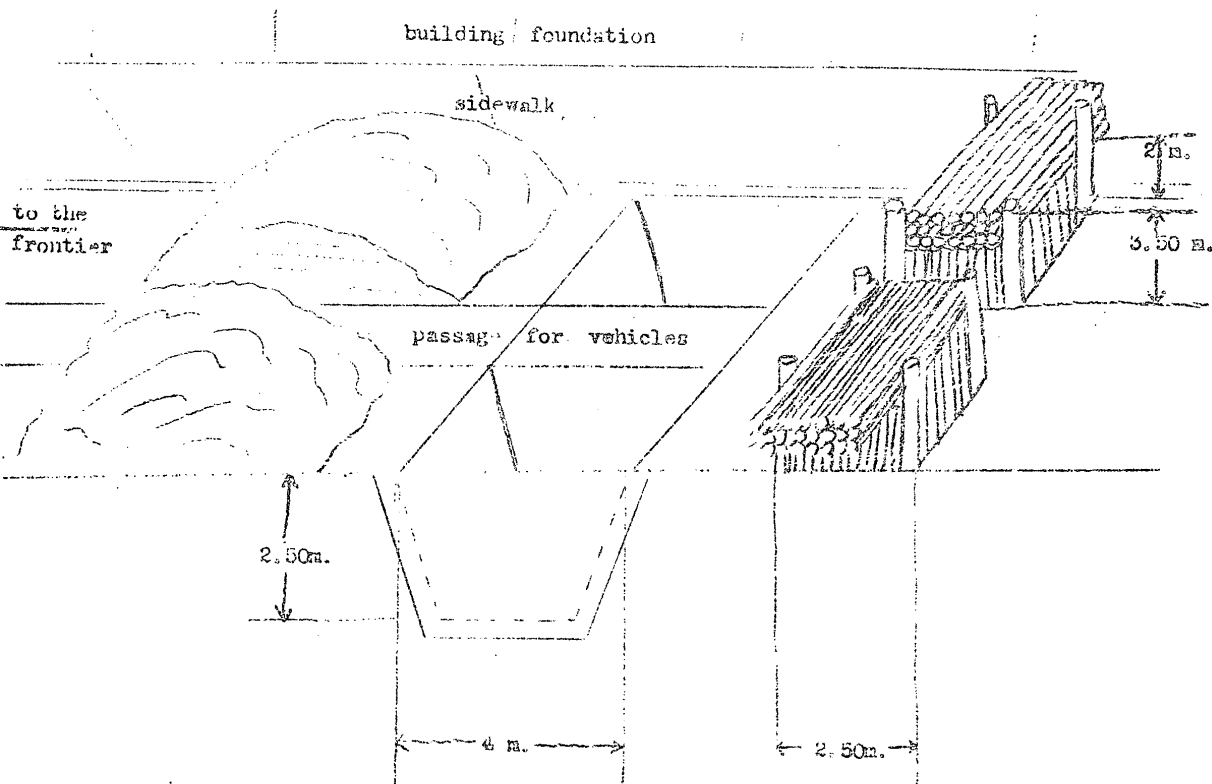 building foundation
sidewalk
2 m.
to the
frontier
3.50 m.
passage for vehicles
2.50m.
4 m.
2.50m.